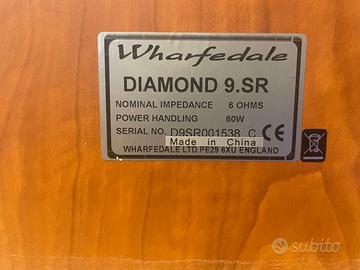 Wharfedale
DIAMOND 9.SR
NOMINAL IMPEDANCE 6 OHMS
POWER HANDLING 60W
SERIAL NO. D9SR001538 C CE
Made in China
WHARFEDALE LTD.PE29 6XU ENGLAND
subito